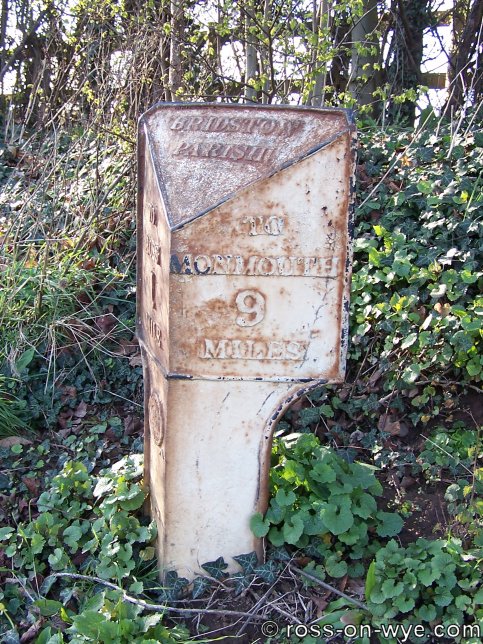 BRIDSTOW
PARISH
TO
MONMOUTH
9
MILES
© ross-on-wye.com